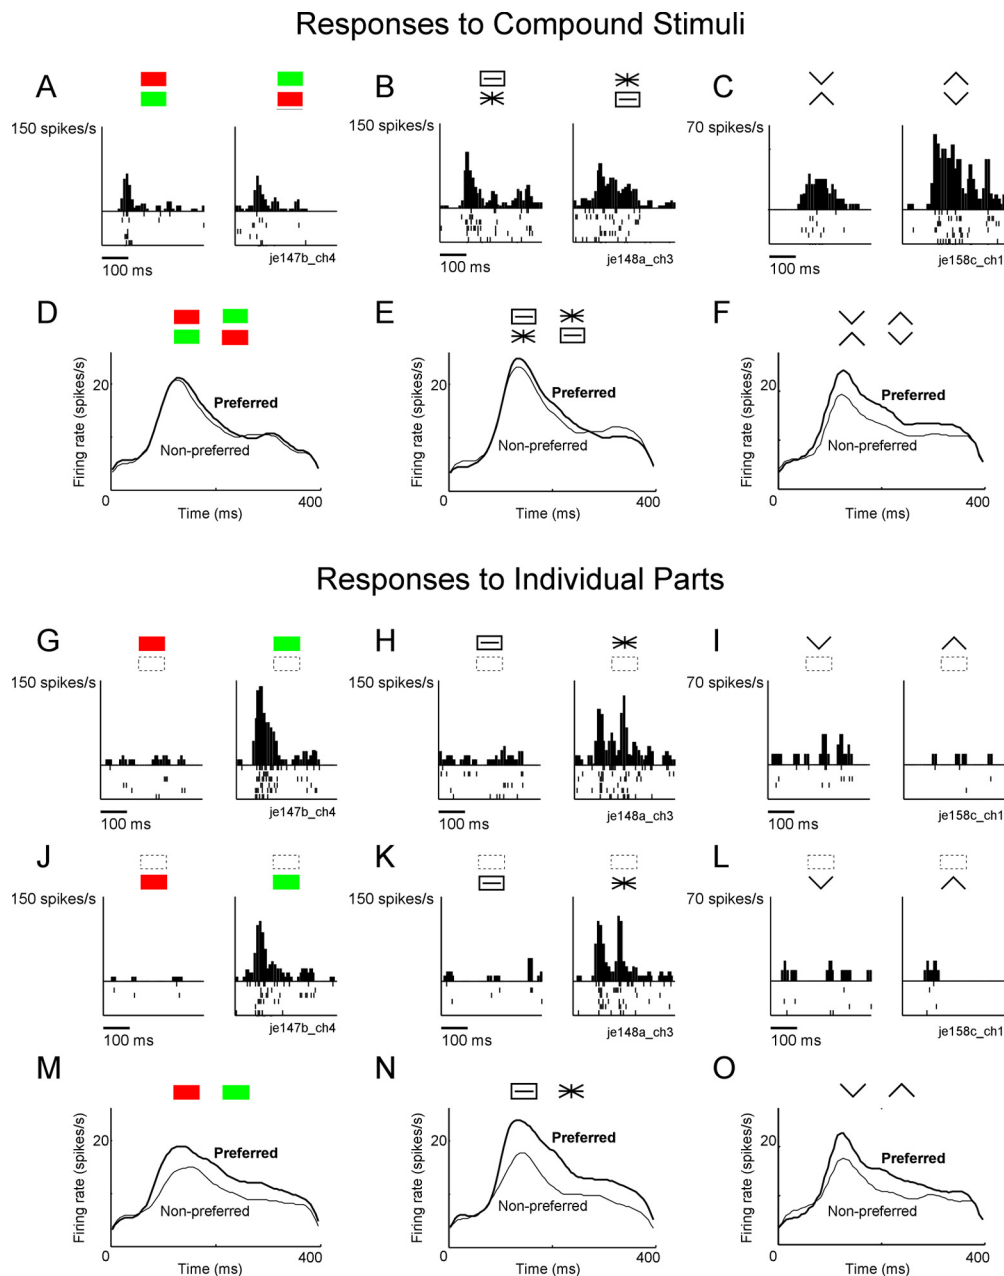 Responses to Compound Stimuli
A
B
C
150 spikes/s
150 spikes/s
70 spikes/s
100 ms
je147b_ch4
100 ms
je148a_ch3
100 ms
je158c_ch1
D
E
F
Firing rate (spikes/s)
20
Preferred
Non-preferred
0
400
Time (ms)
Firing rate (spikes/s)
20
Preferred
Non-preferred
0
400
Time (ms)
Firing rate (spikes/s)
20
Preferred
Non-preferred
0
400
Time (ms)
Responses to Individual Parts
G
H
I
150 spikes/s
150 spikes/s
70 spikes/s
100 ms
je147b_ch4
100 ms
je148a_ch3
100 ms
je158c_ch1
J
K
L
150 spikes/s
150 spikes/s
70 spikes/s
100 ms
je147b_ch4
100 ms
je148a_ch3
100 ms
je158c_ch1
M
N
O
Firing rate (spikes/s)
20
Preferred
Non-preferred
0
400
Time (ms)
Firing rate (spikes/s)
20
Preferred
Non-preferred
0
400
Time (ms)
Firing rate (spikes/s)
20
Preferred
Non-preferred
0
400
Time (ms)